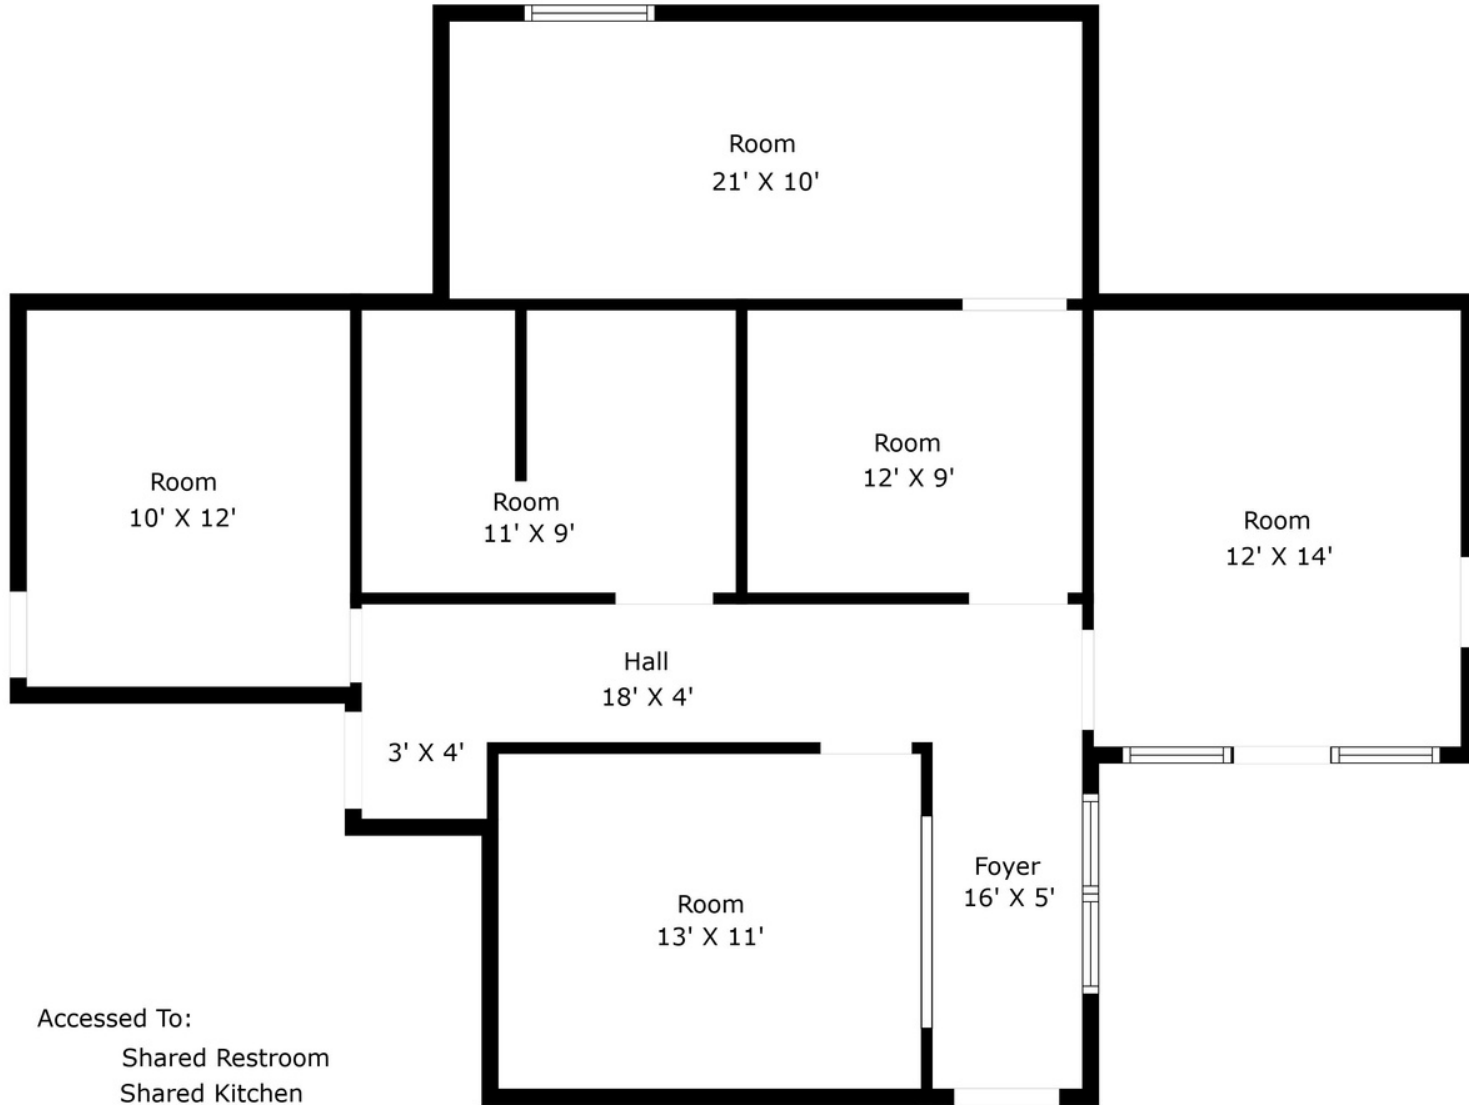 Room
21' X 10'
Room
12' X 9'
Room
10' X 12'
Room
11' X 9'
Room
12' X 14'
Hall
18' X 4'
3' X 4'
Foyer
16' X 5'
Room
13' X 11'
Accessed To:
Shared Restroom
Shared Kitchen